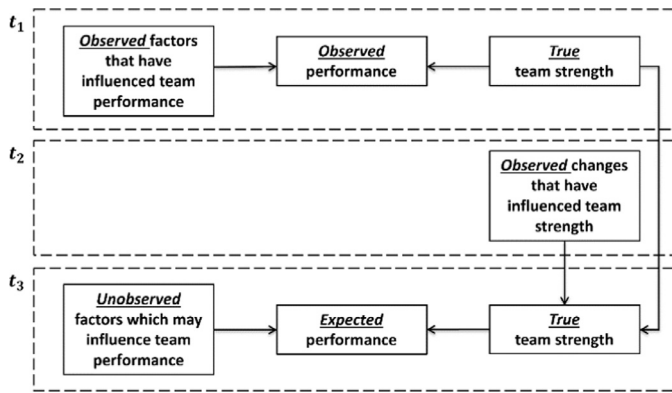 t1
Observed factors
that have
influenced team
performance
Observed
performance
True
team strength
t2
Observed changes
that have
influenced team
strength
t3
Unobserved
factors which may
influence team
performance
Expected
performance
True
team strength